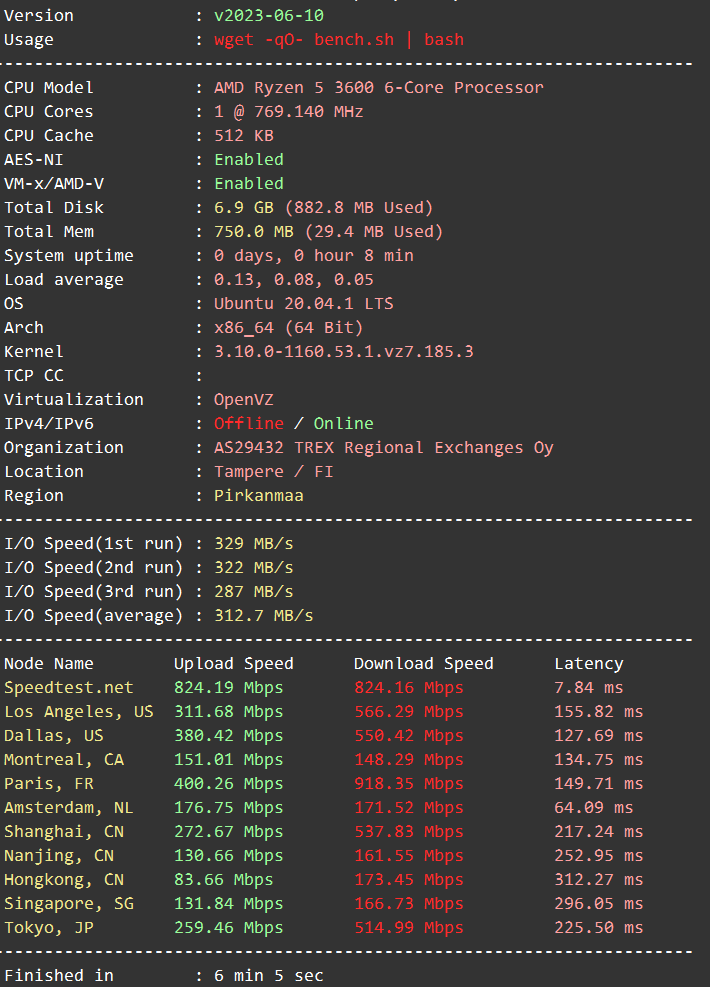 Version            : v2023-06-10
Usage              : wget -qO- bench.sh | bash
----------------------------------------------------------------------
CPU Model          : AMD Ryzen 5 3600 6-Core Processor
CPU Cores          : 1 @ 769.140 MHz
CPU Cache          : 512 KB
AES-NI             : Enabled
VM-x/AMD-V         : Enabled
Total Disk         : 6.9 GB (882.8 MB Used)
Total Mem          : 750.0 MB (29.4 MB Used)
System uptime      : 0 days, 0 hour 8 min
Load average       : 0.13, 0.08, 0.05
OS                 : Ubuntu 20.04.1 LTS
Arch               : x86_64 (64 Bit)
Kernel             : 3.10.0-1160.53.1.vz7.185.3
TCP CC             :
Virtualization     : OpenVZ
IPv4/IPv6          : Offline / Online
Organization       : AS29432 TREX Regional Exchanges Oy
Location           : Tampere / FI
Region             : Pirkanmaa
----------------------------------------------------------------------
I/O Speed(1st run) : 329 MB/s
I/O Speed(2nd run) : 322 MB/s
I/O Speed(3rd run) : 287 MB/s
I/O Speed(average) : 312.7 MB/s
----------------------------------------------------------------------
Node Name        Upload Speed      Download Speed      Latency
Speedtest.net    824.19 Mbps       824.16 Mbps         7.84 ms
Los Angeles, US  311.68 Mbps       566.29 Mbps         155.82 ms
Dallas, US       380.42 Mbps       550.42 Mbps         127.69 ms
Montreal, CA     151.01 Mbps       148.29 Mbps         134.75 ms
Paris, FR        400.26 Mbps       918.35 Mbps         149.71 ms
Amsterdam, NL    176.75 Mbps       171.52 Mbps         64.09 ms
Shanghai, CN     272.67 Mbps       537.83 Mbps         217.24 ms
Nanjing, CN      130.66 Mbps       161.55 Mbps         252.95 ms
Hongkong, CN     83.66 Mbps        173.45 Mbps         312.27 ms
Singapore, SG    131.84 Mbps       166.73 Mbps         296.05 ms
Tokyo, JP        259.46 Mbps       514.99 Mbps         225.50 ms
----------------------------------------------------------------------
Finished in        : 6 min 5 sec